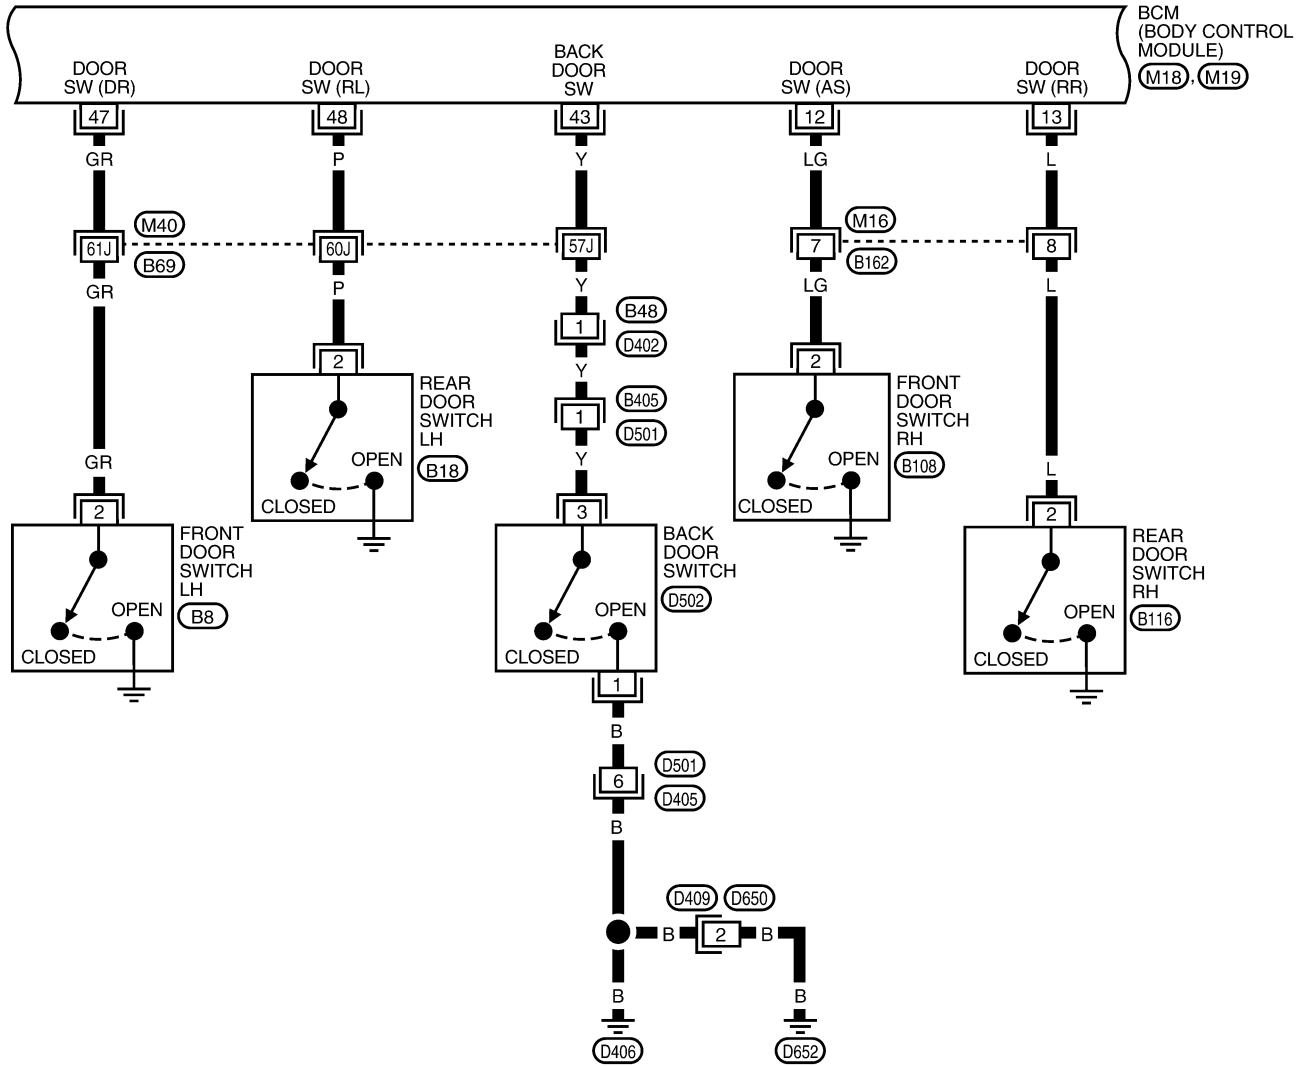 BCM
(BODY CONTROL
MODULE)
M18, M19
DOOR
SW (DR)
DOOR
SW (RL)
BACK
DOOR
SW
DOOR
SW (AS)
DOOR
SW (RR)
47
48
43
12
13
GR
P
Y
LG
L
M40
M16
61J
60J
57J
7
8
B69
B162
GR
P
Y
LG
L
1
B48
D402
Y
2
2
1
B405
D501
REAR
DOOR
SWITCH
LH
B18
OPEN
CLOSED
FRONT
DOOR
SWITCH
RH
B108
OPEN
CLOSED
GR
Y
L
2
3
2
FRONT
DOOR
SWITCH
LH
B8
OPEN
CLOSED
BACK
DOOR
SWITCH
D502
OPEN
CLOSED
REAR
DOOR
SWITCH
RH
B116
OPEN
CLOSED
1
B
6
D501
D405
B
D409 D650
B 2 B
B B
D406 D652